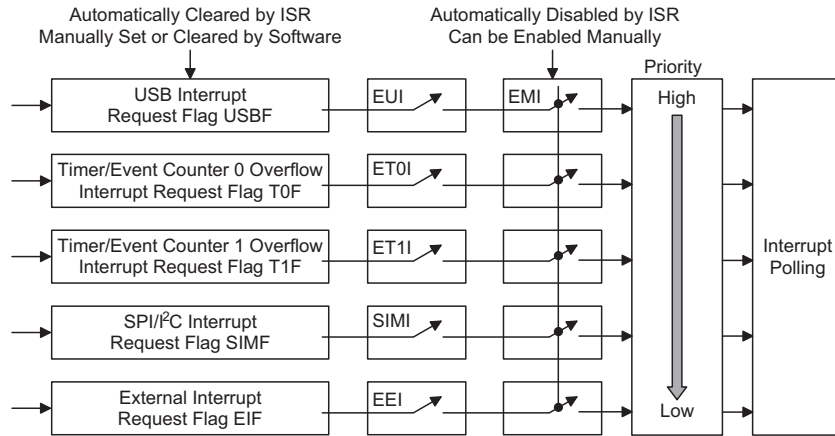 Automatically Cleared by ISR
Manually Set or Cleared by Software
Automatically Disabled by ISR
Can be Enabled Manually
Priority
USB Interrupt
Request Flag USBF
EUI
EMI
High
Timer/Event Counter 0 Overflow
Interrupt Request Flag T0F
ET0I
Timer/Event Counter 1 Overflow
Interrupt Request Flag T1F
ET1I
Interrupt
Polling
SPI/I²C Interrupt
Request Flag SIMF
SIMI
External Interrupt
Request Flag EIF
EEI
Low